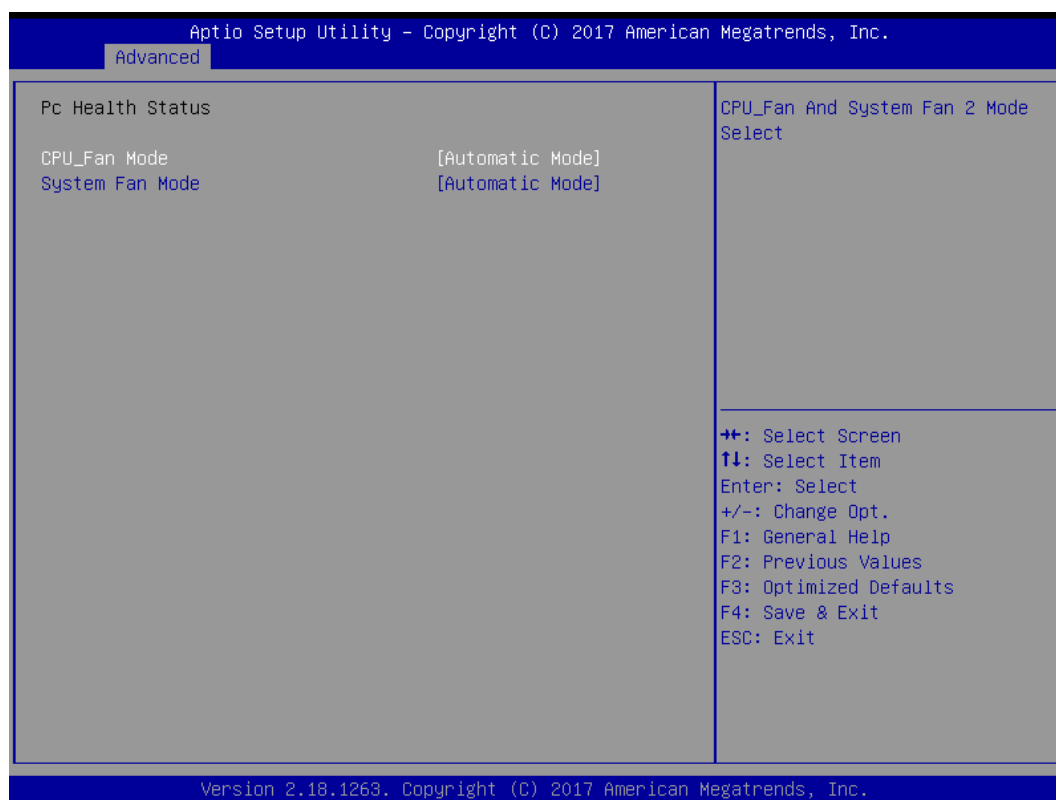 Aptio Setup Utility – Copyright (C) 2017 American Megatrends, Inc.
Advanced
Pc Health Status
CPU_Fan Mode [Automatic Mode]
System Fan Mode [Automatic Mode]
CPU_Fan And System Fan 2 Mode
Select
→←: Select Screen
↑↓: Select Item
Enter: Select
+/-: Change Opt.
F1: General Help
F2: Previous Values
F3: Optimized Defaults
F4: Save & Exit
ESC: Exit
Version 2.18.1263. Copyright (C) 2017 American Megatrends, Inc.